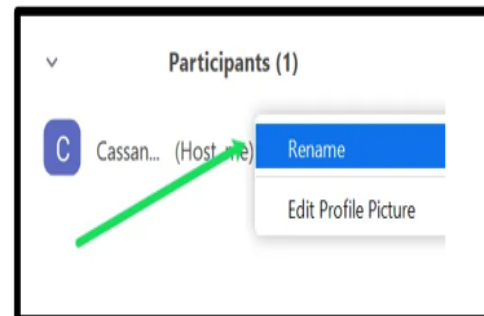 Participants (1)
C Cassan... (Host, me) Rename
Edit Profile Picture